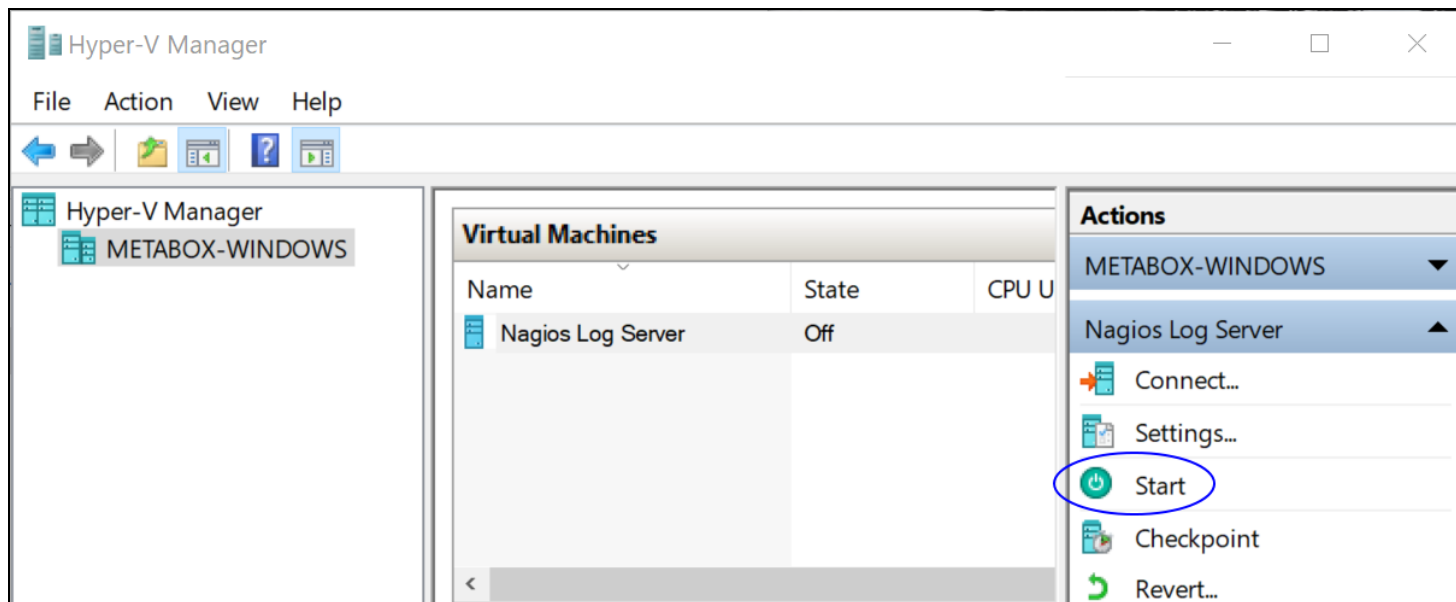 Hyper-V Manager
File Action View Help
Hyper-V Manager
METABOX-WINDOWS
Virtual Machines
Name State CPU U
Nagios Log Server Off
Actions
METABOX-WINDOWS
Nagios Log Server
Connect...
Settings...
Start
Checkpoint
Revert...